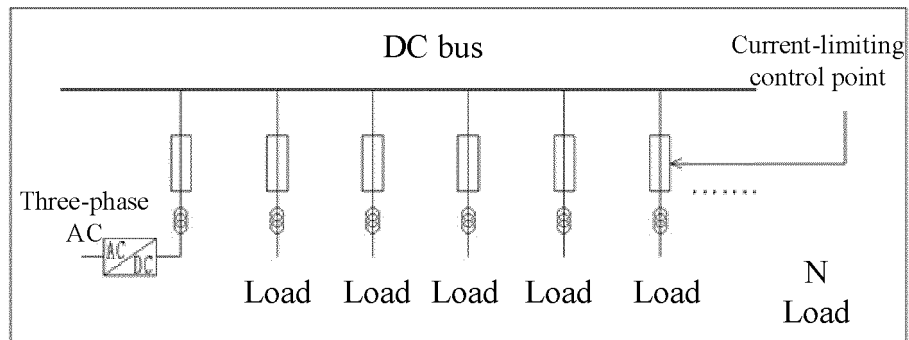 DC bus
Current-limiting
control point
Three-phase
AC
AC
DC
.......
Load
Load
Load
Load
Load
N
Load